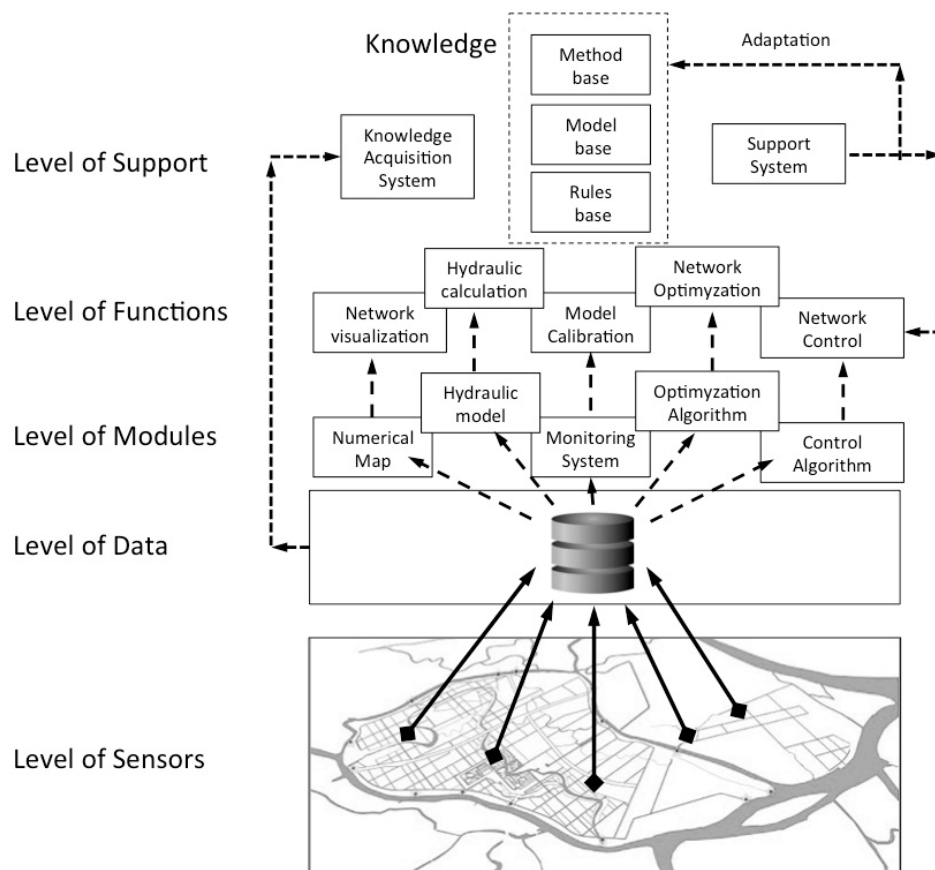 Knowledge
Method
base
Adaptation
Level of Support
Knowledge
Acquisition
System
Model
base
Support
System
Rules
base
Level of Functions
Network
visualization
Hydraulic
calculation
Model
Calibration
Network
Optimyzation
Network
Control
Level of Modules
Numerical
Map
Hydraulic
model
Monitoring
System
Optimyzation
Algorithm
Control
Algorithm
Level of Data
Level of Sensors